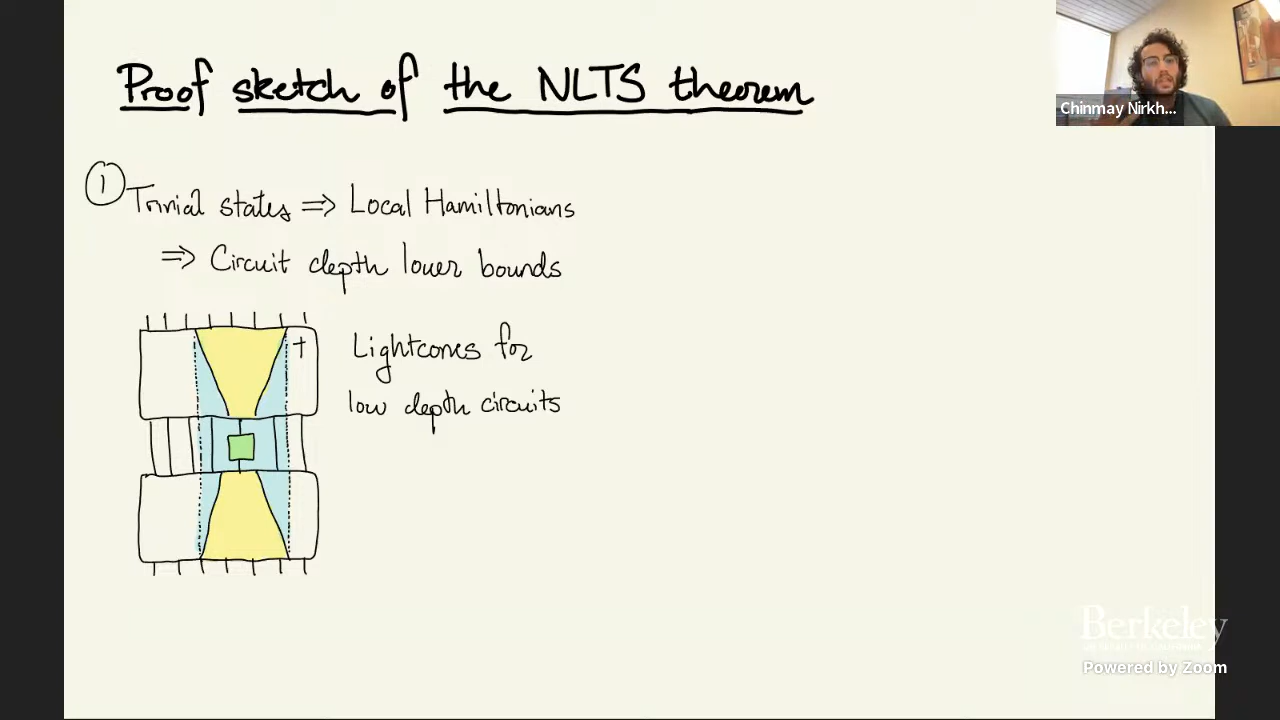 Proof sketch of the NLTS theorem
Chinmay Nirkh...
① Trivial states ⇒ Local Hamiltonians
⇒ Circuit depth lower bounds
†
Lightcones for
low depth circuits
Berkeley
Powered by Zoom